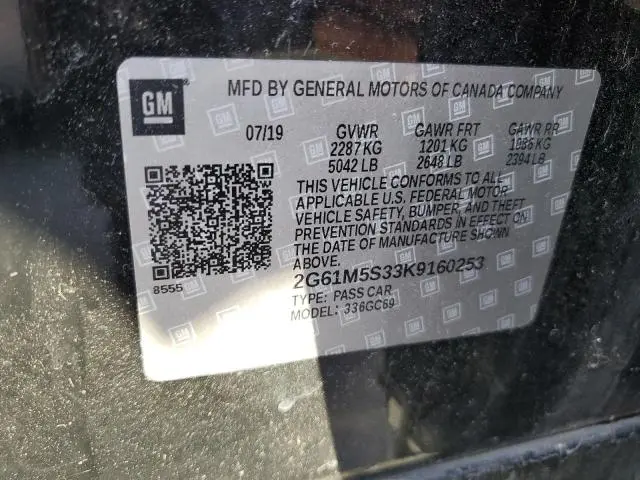 GM
MFD BY GENERAL MOTORS OF CANADA COMPANY
07/19 GVWR GAWR FRT GAWR RR
2287 KG 1201 KG 1086 KG
5042 LB 2648 LB 2394 LB
THIS VEHICLE CONFORMS TO ALL
APPLICABLE U.S. FEDERAL MOTOR
VEHICLE SAFETY, BUMPER, AND THEFT
PREVENTION STANDARDS IN EFFECT ON
THE DATE OF MANUFACTURE SHOWN
ABOVE.
8555
2G61M5S33K9160253
TYPE: PASS CAR
MODEL: 336GC69